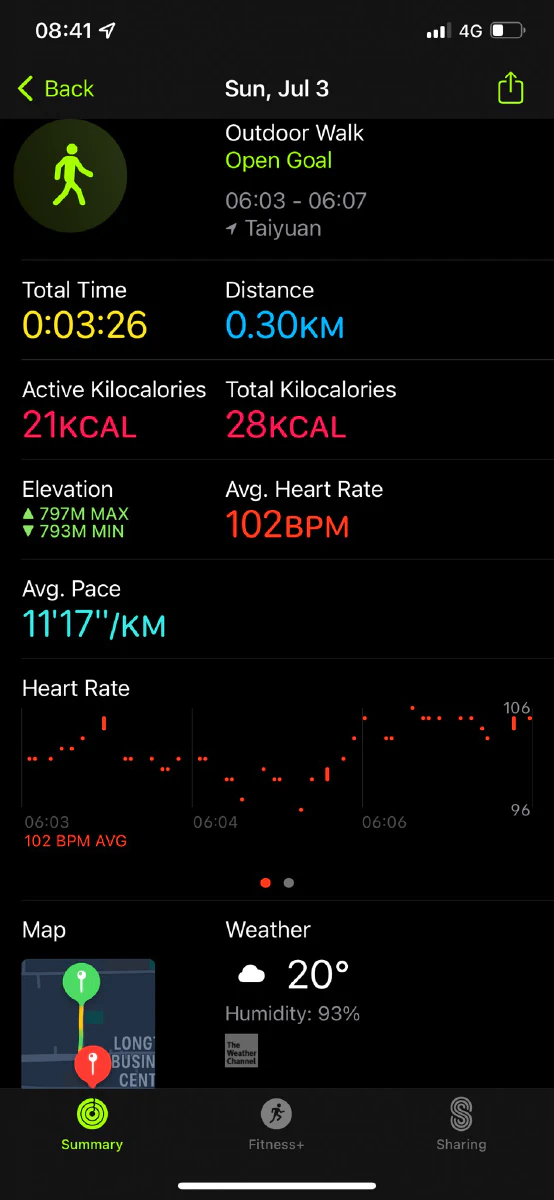 08:41
4G
Back
Sun, Jul 3
Outdoor Walk
Open Goal
06:03 - 06:07
Taiyuan
Total Time
Distance
0:03:26
0.30KM
Active Kilocalories
Total Kilocalories
21KCAL
28KCAL
Elevation
Avg. Heart Rate
▲ 797M MAX
▼ 793M MIN
102BPM
Avg. Pace
11'17"/KM
Heart Rate
106
96
06:03
06:04
06:06
102 BPM AVG
Map
Weather
20°
Humidity: 93%
The
Weather
Channel
LONGT
BUSIN
CENT
Summary
Fitness+
Sharing